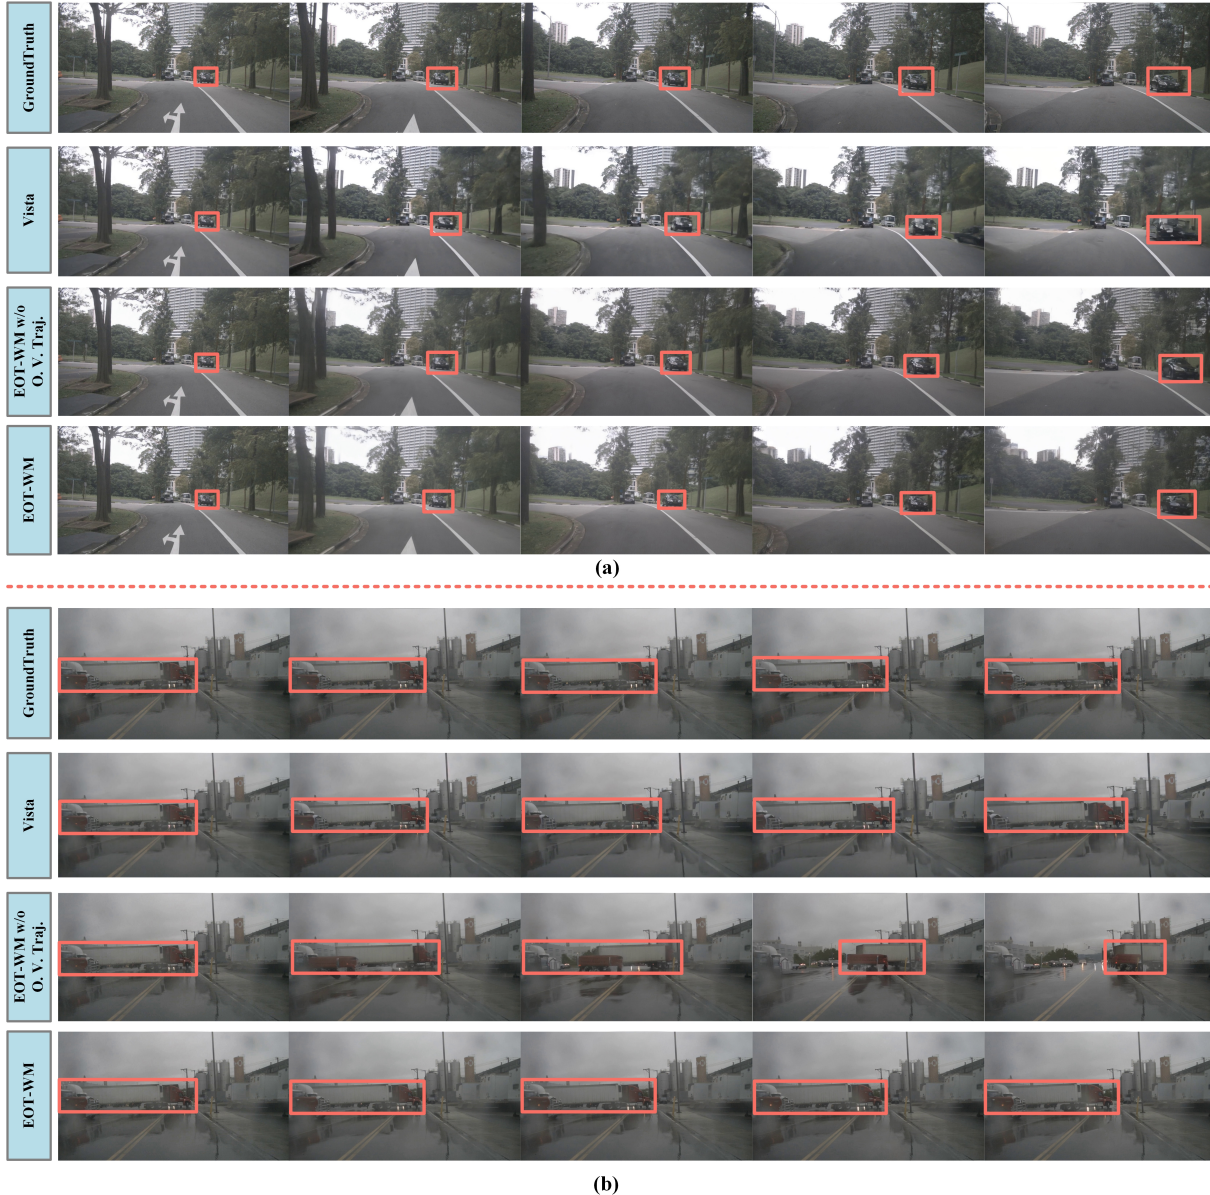 GroundTruth
Vista
EOT-WM w/o
O. V. Traj.
EOT-WM
(a)
GroundTruth
Vista
EOT-WM w/o
O. V. Traj.
EOT-WM
(b)